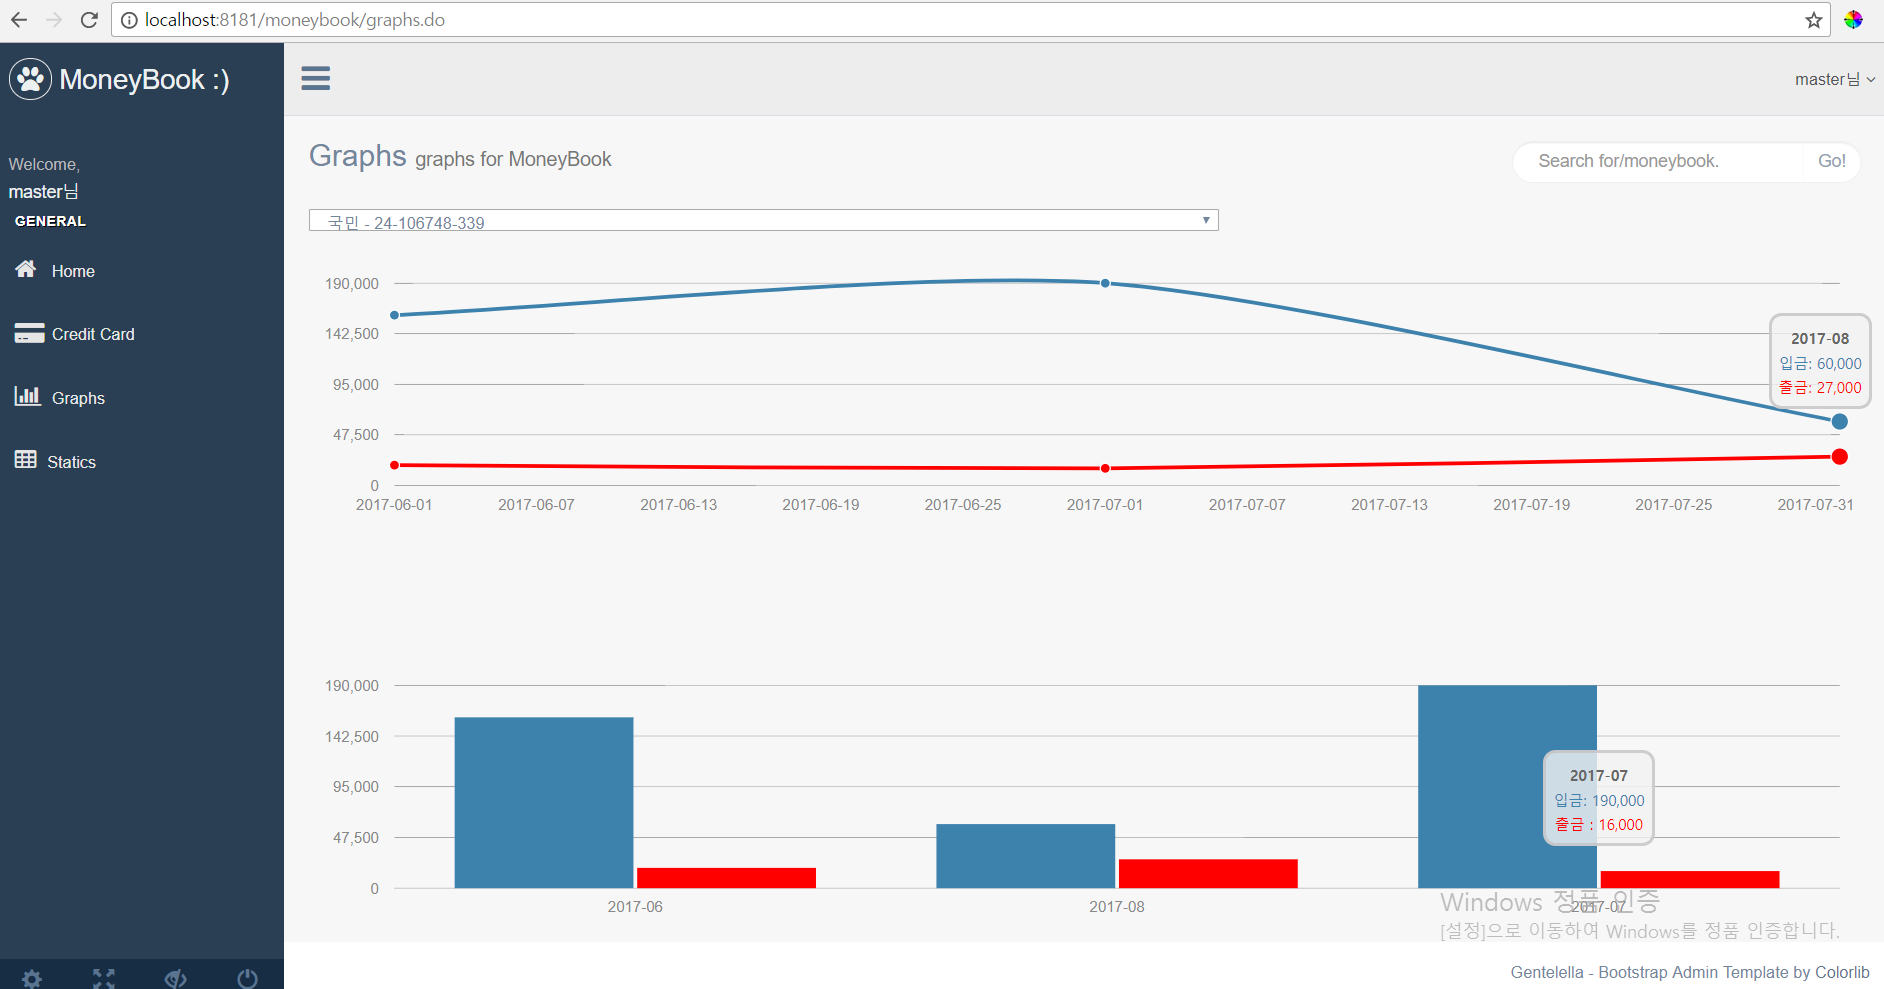 localhost:8181/moneybook/graphs.do
MoneyBook :)
master님
Welcome,
master님
GENERAL
Home
Credit Card
Graphs
Statics
Graphs graphs for MoneyBook
Search for/moneybook.
Go!
국민 - 24-106748-339
190,000
142,500
95,000
47,500
0
2017-06-01
2017-06-07
2017-06-13
2017-06-19
2017-06-25
2017-07-01
2017-07-07
2017-07-13
2017-07-19
2017-07-25
2017-07-31
2017-08
입금: 60,000
출금: 27,000
190,000
142,500
95,000
47,500
0
2017-06
2017-08
2017-07
2017-07
입금: 190,000
출금 : 16,000
Windows 정품 인증
[설정]으로 이동하여 Windows를 정품 인증합니다.
Gentelella - Bootstrap Admin Template by Colorlib